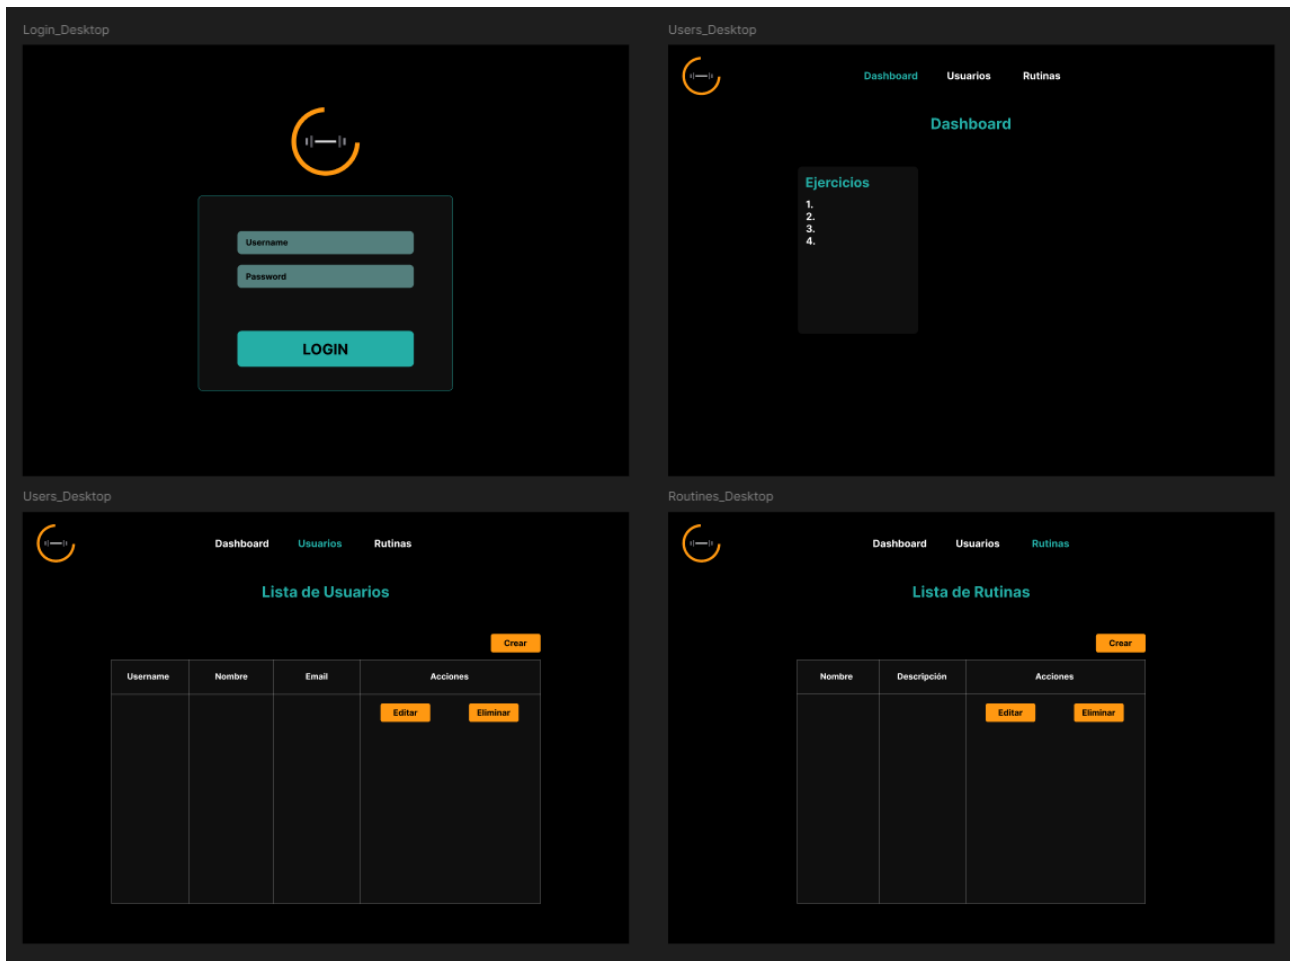 Login_Desktop
Username
Password
LOGIN
Users_Desktop
Dashboard Usuarios Rutinas
Dashboard
Ejercicios
1.
2.
3.
4.
Users_Desktop
Dashboard Usuarios Rutinas
Lista de Usuarios
Crear
Username Nombre Email Acciones
Editar Eliminar
Routines_Desktop
Dashboard Usuarios Rutinas
Lista de Rutinas
Crear
Nombre Descripción Acciones
Editar Eliminar